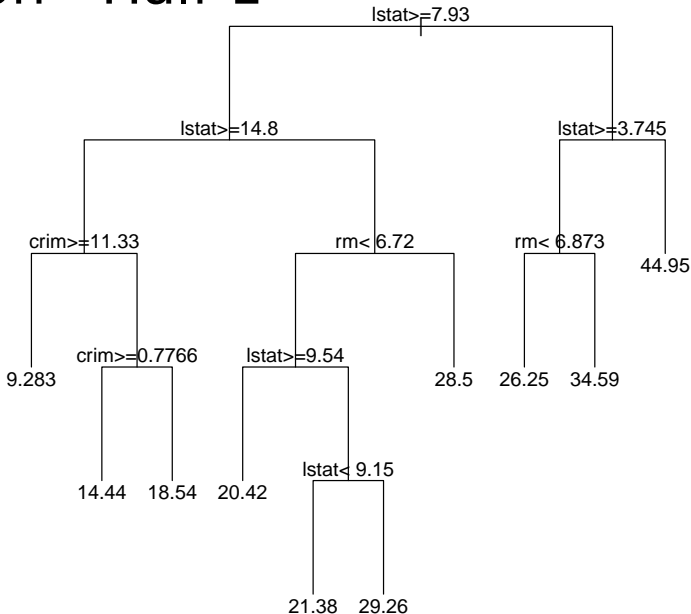 lstat>=7.93
lstat>=14.8
lstat>=3.745
crim>=11.33
rm< 6.72
rm< 6.873
44.95
crim>=0.7766
lstat>=9.54
9.283
28.5
26.25
34.59
lstat< 9.15
14.44
18.54
20.42
21.38
29.26